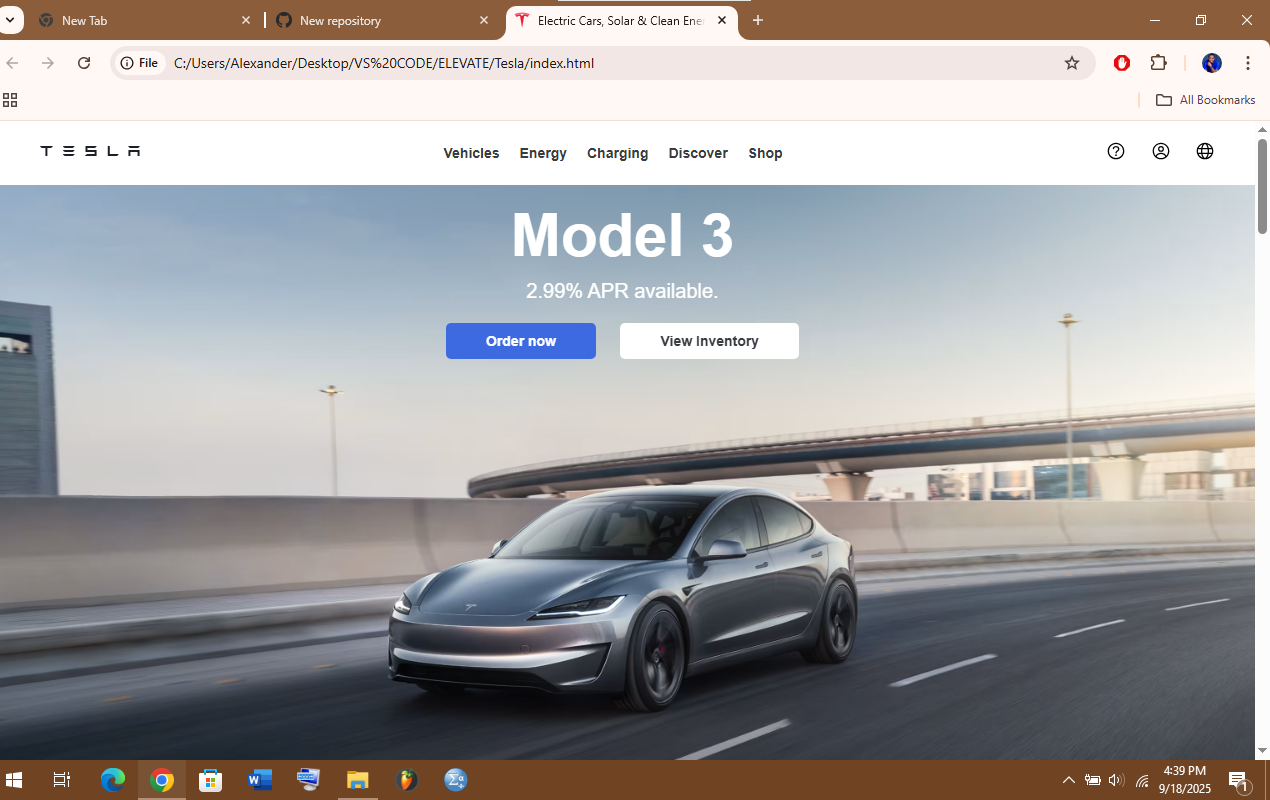 New Tab
New repository
Electric Cars, Solar & Clean Ener
File
C:/Users/Alexander/Desktop/VS%20CODE/ELEVATE/Tesla/index.html
All Bookmarks
TESLA
Vehicles Energy Charging Discover Shop
Model 3
2.99% APR available.
Order now
View Inventory
4:39 PM
9/18/2025
1